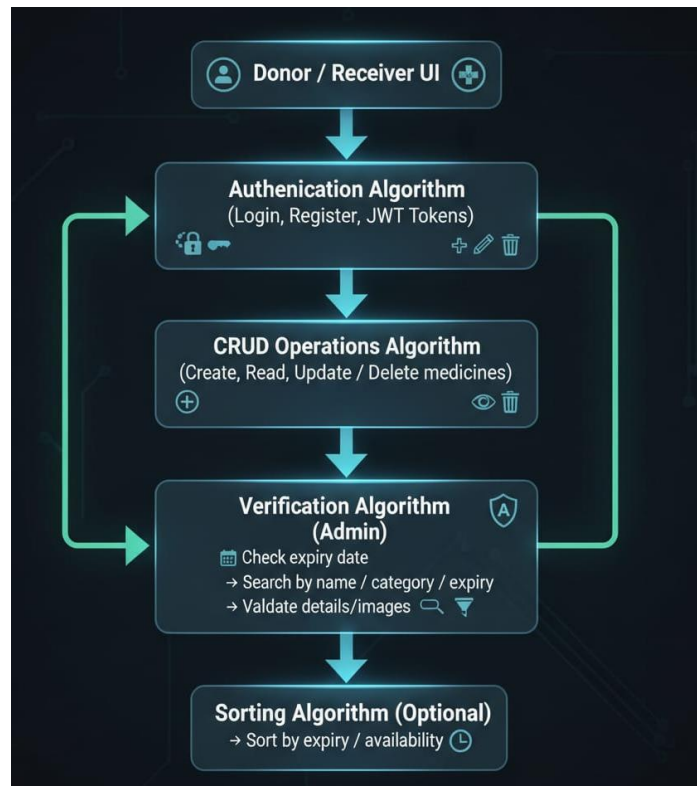 Donor / Receiver UI
Authenication Algorithm
(Login, Register, JWT Tokens)
CRUD Operations Algorithm
(Create, Read, Update / Delete medicines)
Verification Algorithm
(Admin)
A
Check expiry date
→ Search by name / category / expiry
→ Valdate details/images
Sorting Algorithm (Optional)
→ Sort by expiry / availability